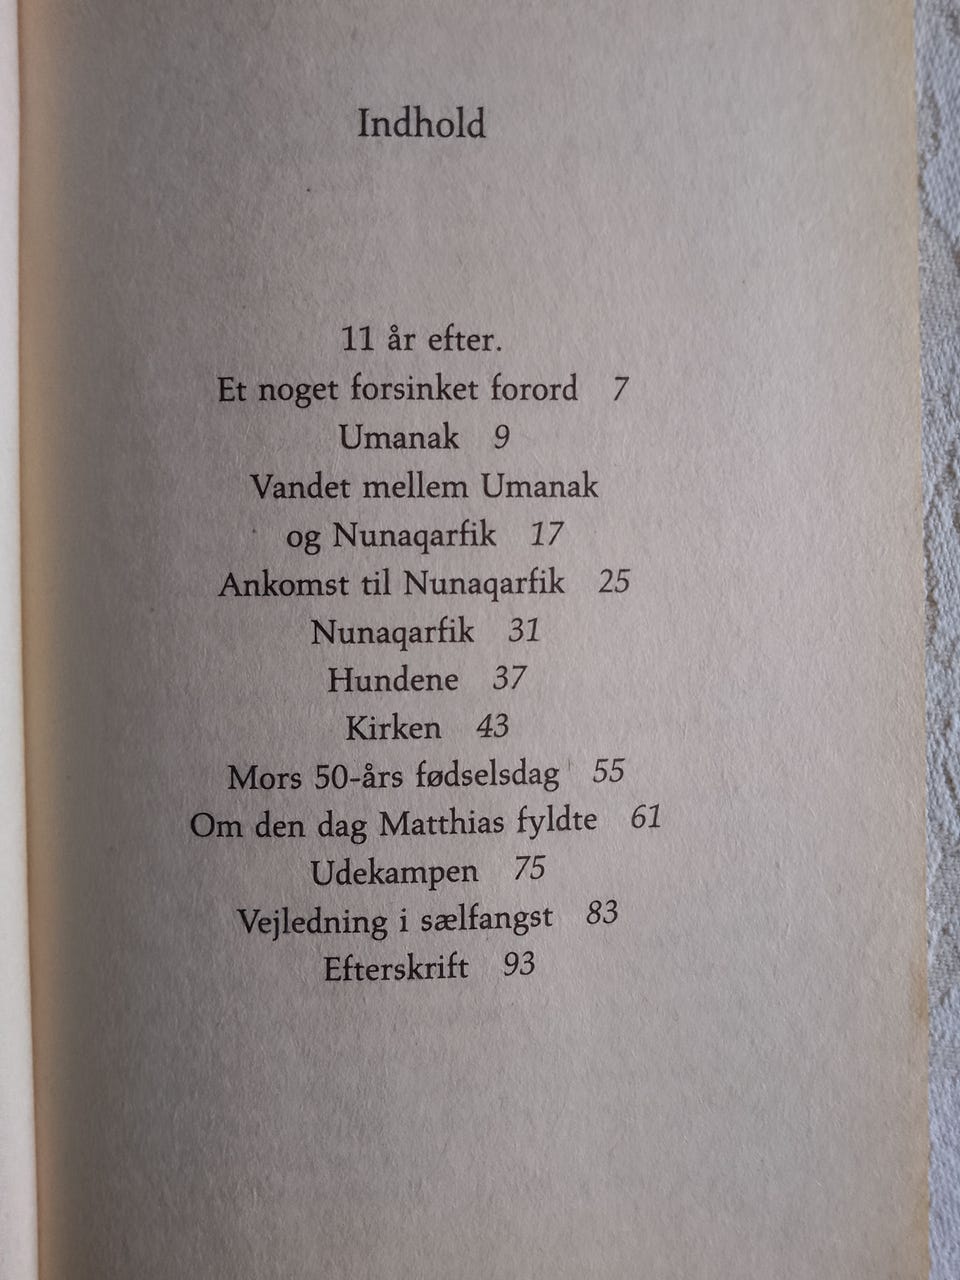 Indhold
11 år efter.
Et noget forsinket forord 7
Umanak 9
Vandet mellem Umanak
og Nunaqarfik 17
Ankomst til Nunaqarfik 25
Nunaqarfik 31
Hundene 37
Kirken 43
Mors 50-års fødselsdag 55
Om den dag Matthias fyldte 61
Udekampen 75
Vejledning i sælfangst 83
Efterskrift 93